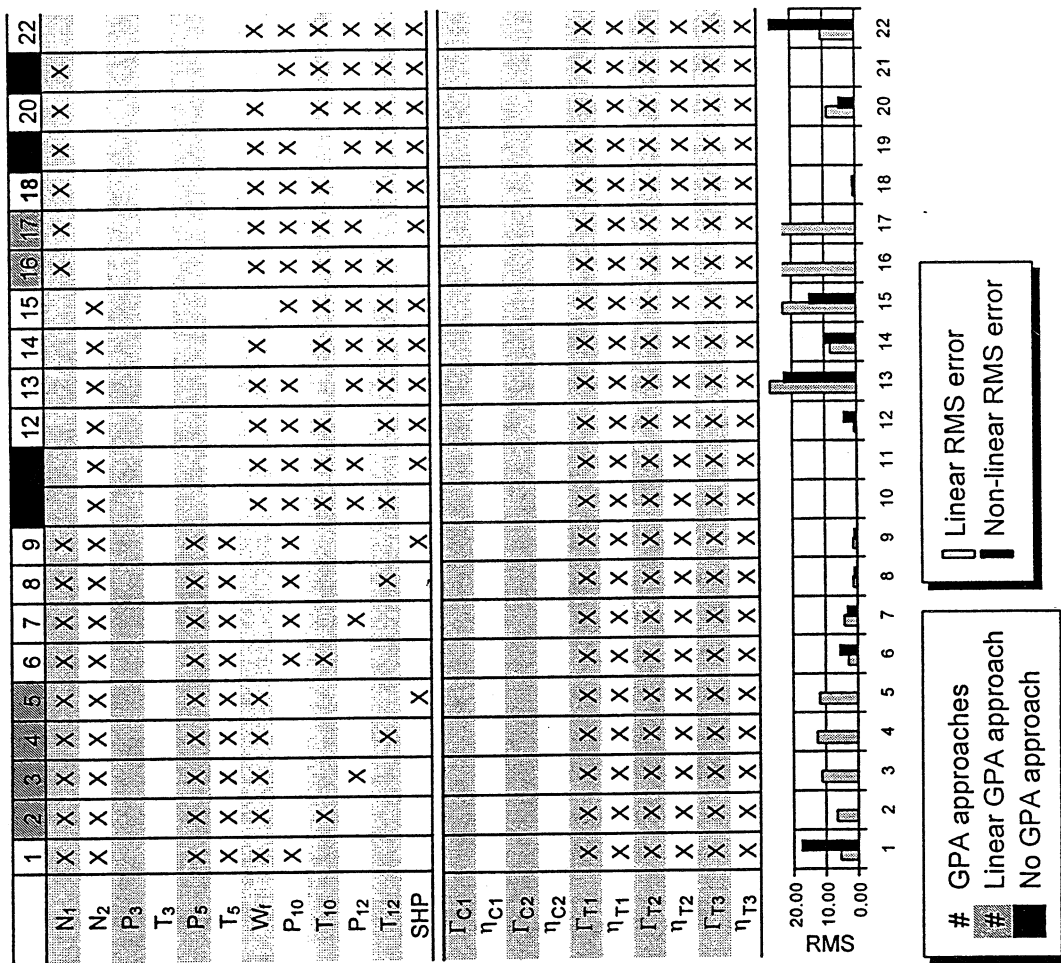 1 2 3 4 5 6 7 8 9 12 13 14 15 16 17 18 20 22
N1 X X X X X X X X X X X X X X X
N2 X X X X X X X X X X X X X X X
P3
T3
P5 X X X X X X X X X
T5 X X X X X X X X X
Wf X X X X X X X X X X X X X X X X
P10 X X X X X X X X X X X X X X X X
T10 X X X X X X X X X X X X X
P12 X X X X X X X X X X X X X
T12 X X X X X X X X X X X X X
SHP X X X X X X X X X X X X X
ΓC1
ηC1
ΓC2
ηC2
ΓT1 X X X X X X X X X X X X X X X X X X X X X X
ηT1 X X X X X X X X X X X X X X X X X X X X X X
ΓT2 X X X X X X X X X X X X X X X X X X X X X X
ηT2 X X X X X X X X X X X X X X X X X X X X X X
ΓT3 X X X X X X X X X X X X X X X X X X X X X X
ηT3 X X X X X X X X X X X X X X X X X X X X X X
20.00
10.00
0.00
RMS
1 2 3 4 5 6 7 8 9 10 11 12 13 14 15 16 17 18 19 20 21 22
# GPA approaches
# Linear GPA approach
No GPA approach
Linear RMS error
Non-linear RMS error